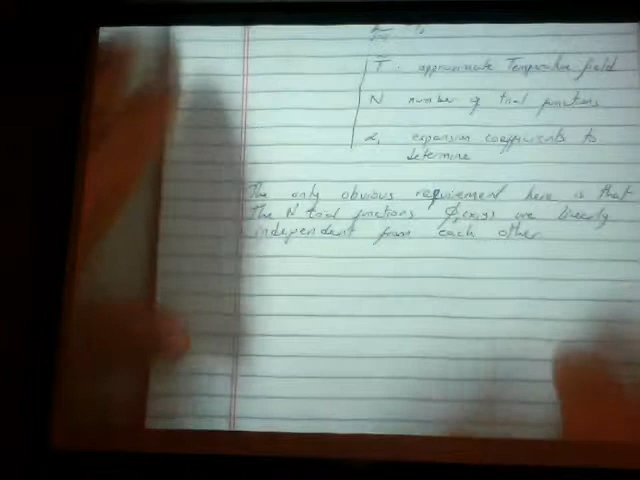 T̃ : approximate Temperature field
N number of trial functions
αᵢ expansion coefficients to
determine
The only obvious requirement here is that
the N trial functions ϕᵢ(x,y) are linearly
independent from each other